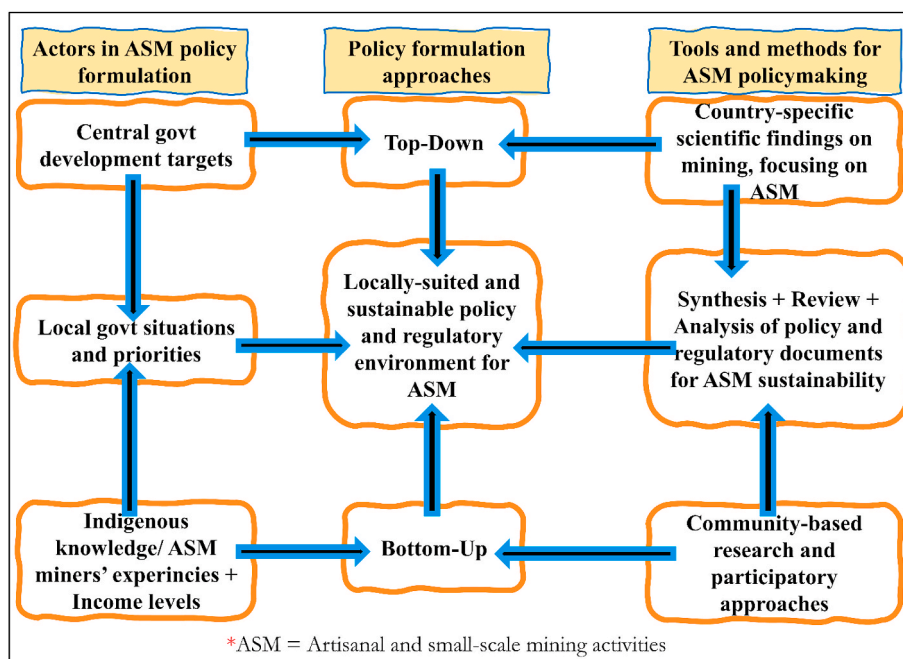 Actors in ASM policy
formulation
Policy formulation
approaches
Tools and methods for
ASM policymaking
Central govt
development targets
Top-Down
Country-specific
scientific findings on
mining, focusing on
ASM
Local govt situations
and priorities
Locally-suited and
sustainable policy
and regulatory
environment for
ASM
Synthesis + Review +
Analysis of policy and
regulatory documents
for ASM sustainability
Indigenous
knowledge/ ASM
miners' experincies +
Income levels
Bottom-Up
Community-based
research and
participatory
approaches
*ASM = Artisanal and small-scale mining activities